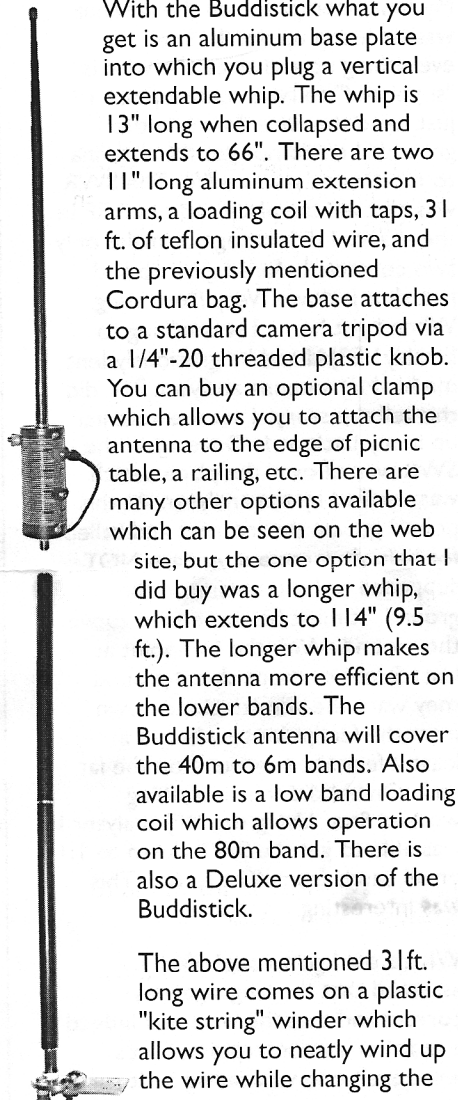 With the Buddistick what you
get is an aluminum base plate
into which you plug a vertical
extendable whip. The whip is
13" long when collapsed and
extends to 66". There are two
11" long aluminum extension
arms, a loading coil with taps, 31
ft. of teflon insulated wire, and
the previously mentioned
Cordura bag. The base attaches
to a standard camera tripod via
a 1/4"-20 threaded plastic knob.
You can buy an optional clamp
which allows you to attach the
antenna to the edge of picnic
table, a railing, etc. There are
many other options available
which can be seen on the web
site, but the one option that I
did buy was a longer whip,
which extends to 114" (9.5
ft.). The longer whip makes
the antenna more efficient on
the lower bands. The
Buddistick antenna will cover
the 40m to 6m bands. Also
available is a low band loading
coil which allows operation
on the 80m band. There is
also a Deluxe version of the
Buddistick.
The above mentioned 31ft.
long wire comes on a plastic
"kite string" winder which
allows you to neatly wind up
the wire while changing the